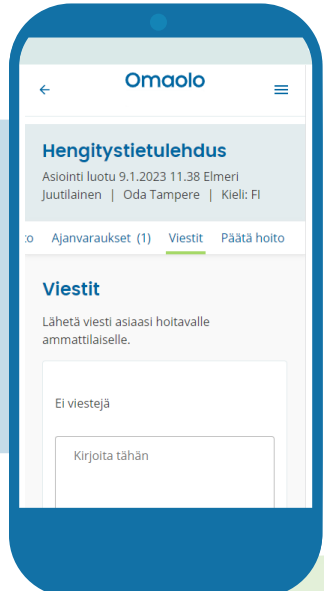 Omaolo
Hengitystietulehdus
Asiointi luotu 9.1.2023 11.38 Elmeri
Juutilainen | Oda Tampere | Kieli: FI
to Ajanvaraukset (1) Viestit Päätä hoito
Viestit
Lähetä viesti asiaasi hoitavalle
ammattilaiselle.
Ei viestejä
Kirjoita tähän